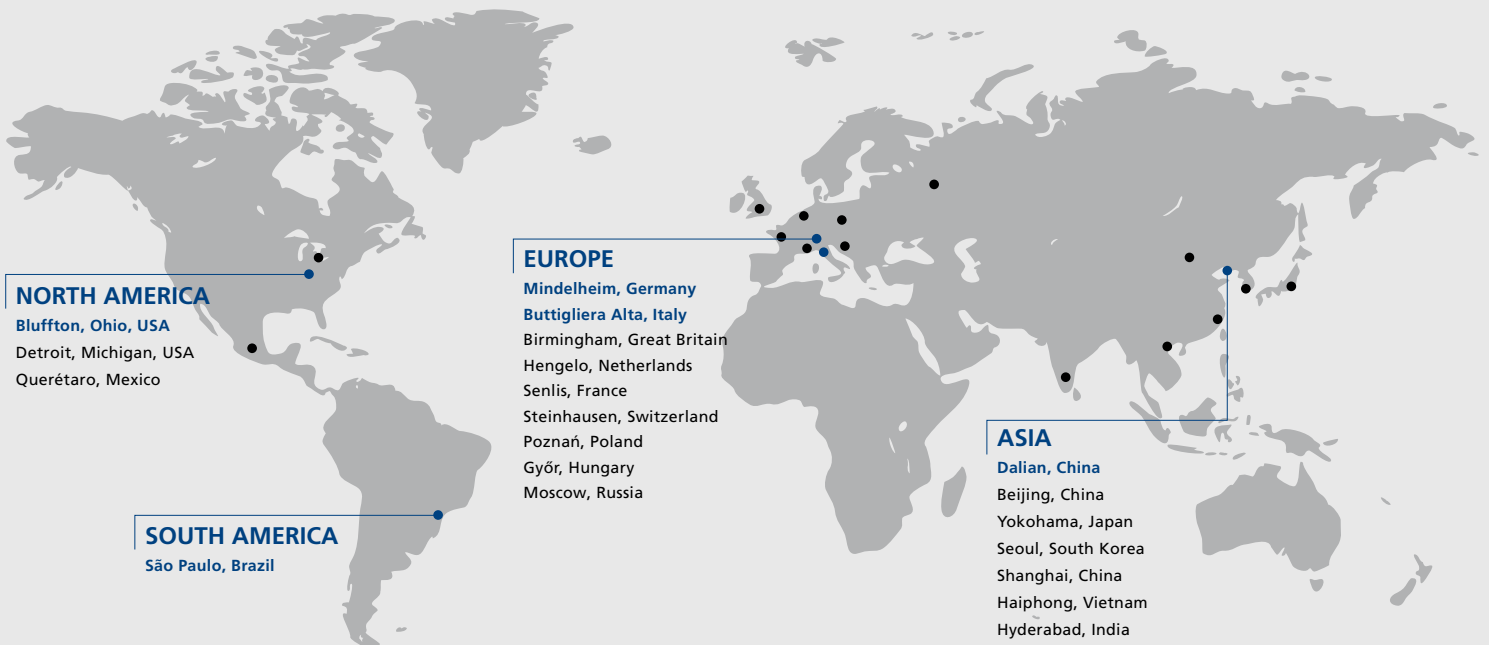 NORTH AMERICA
Bluffton, Ohio, USA
Detroit, Michigan, USA
Querétaro, Mexico
SOUTH AMERICA
São Paulo, Brazil
EUROPE
Mindelheim, Germany
Buttigliera Alta, Italy
Birmingham, Great Britain
Hengelo, Netherlands
Senlis, France
Steinhausen, Switzerland
Poznań, Poland
Győr, Hungary
Moscow, Russia
ASIA
Dalian, China
Beijing, China
Yokohama, Japan
Seoul, South Korea
Shanghai, China
Haiphong, Vietnam
Hyderabad, India